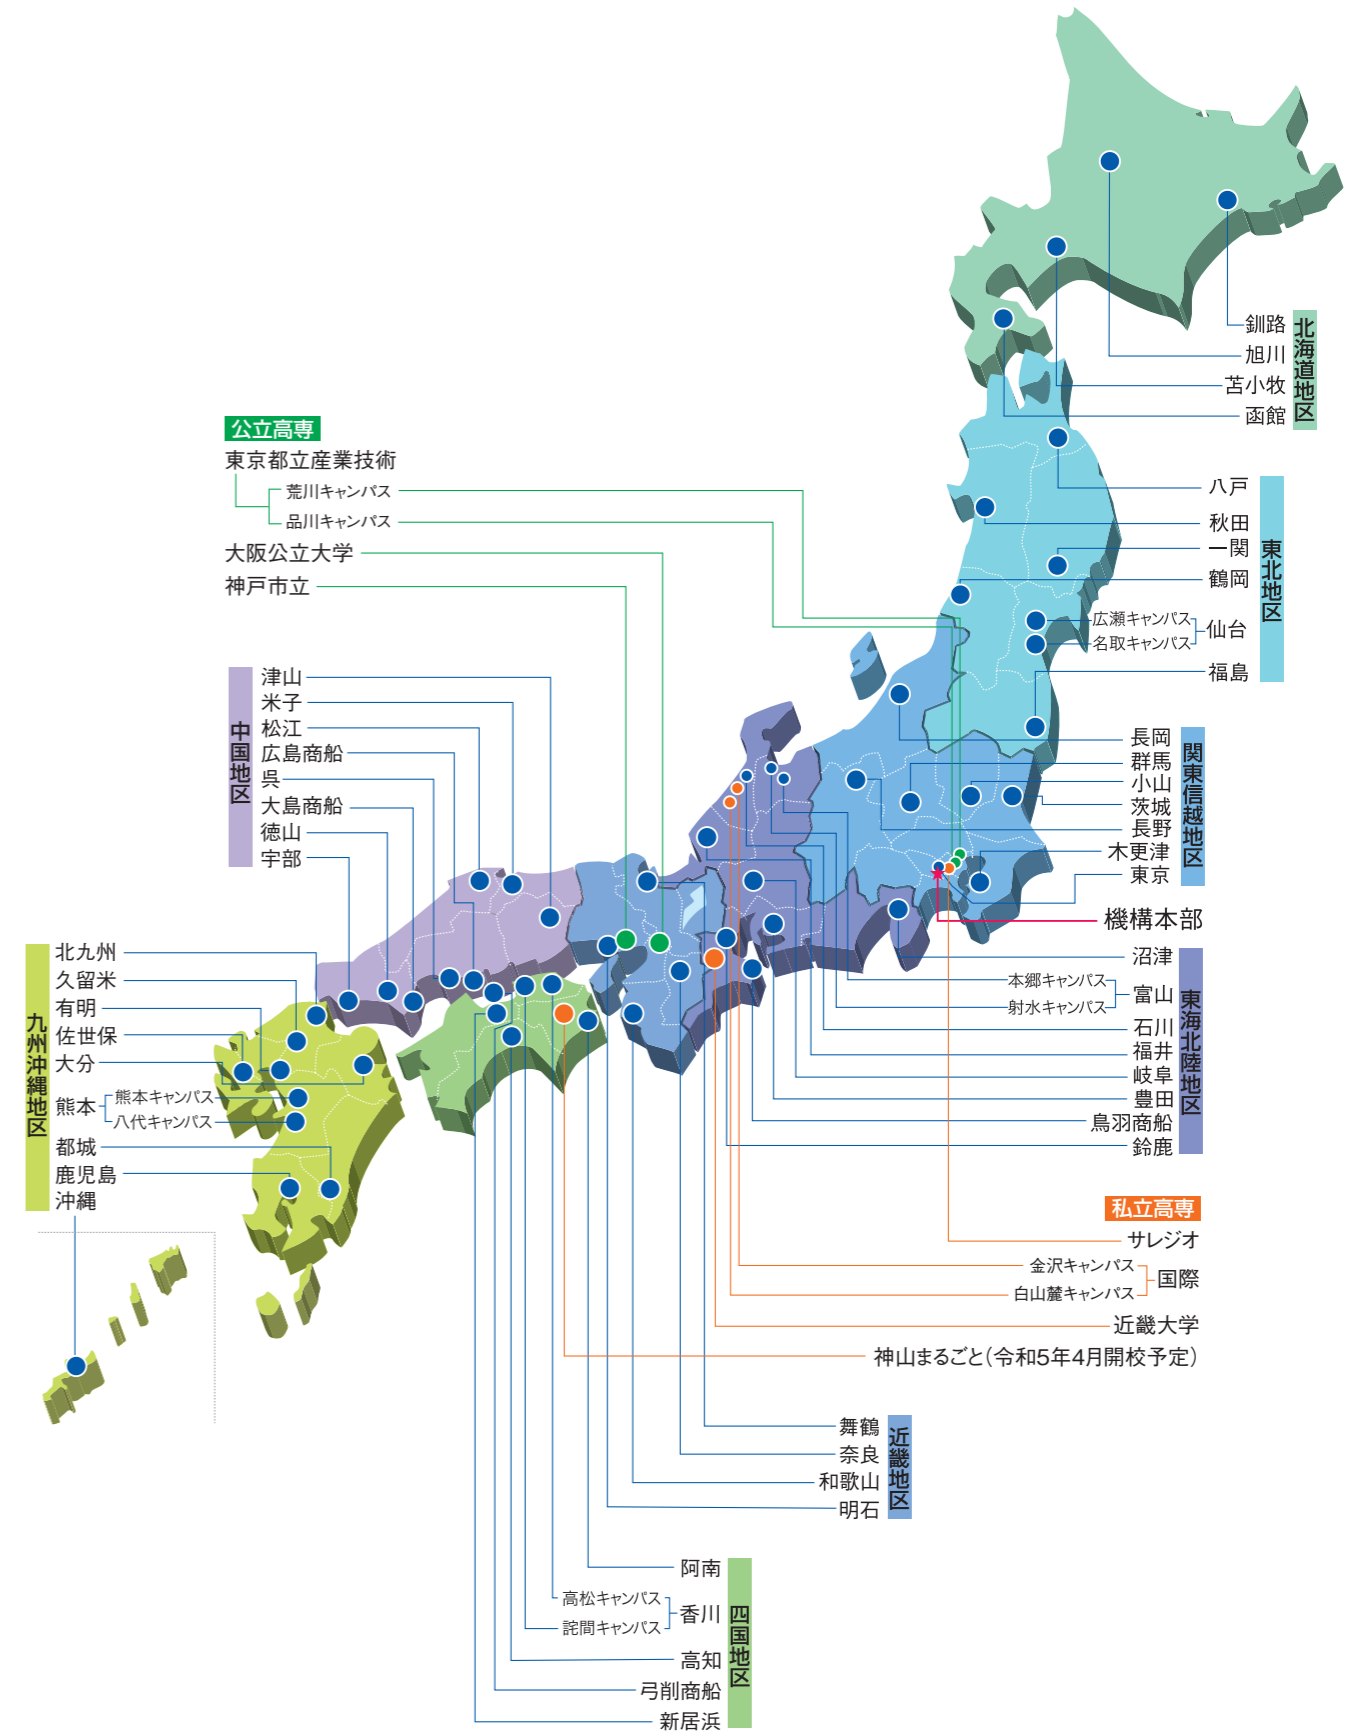 釧路
旭川
苫小牧
函館
北海道地区
公立高専
東京都立産業技術
荒川キャンパス
品川キャンパス
大阪公立大学
神戸市立
八戸
秋田
一関
鶴岡
広瀬キャンパス
名取キャンパス
仙台
福島
東北地区
中国地区
津山
米子
松江
広島商船
呉
大島商船
徳山
宇部
長岡
群馬
小山
茨城
長野
木更津
東京
関東信越地区
機構本部
九州沖縄地区
北九州
久留米
有明
佐世保
大分
熊本
熊本キャンパス
八代キャンパス
都城
鹿児島
沖縄
沼津
本郷キャンパス
射水キャンパス
富山
石川
福井
岐阜
豊田
鳥羽商船
鈴鹿
東海北陸地区
私立高専
サレジオ
金沢キャンパス
白山麓キャンパス
国際
近畿大学
神山まるごと(令和5年4月開校予定)
舞鶴
奈良
和歌山
明石
近畿地区
阿南
高松キャンパス
詫間キャンパス
香川
高知
弓削商船
新居浜
四国地区